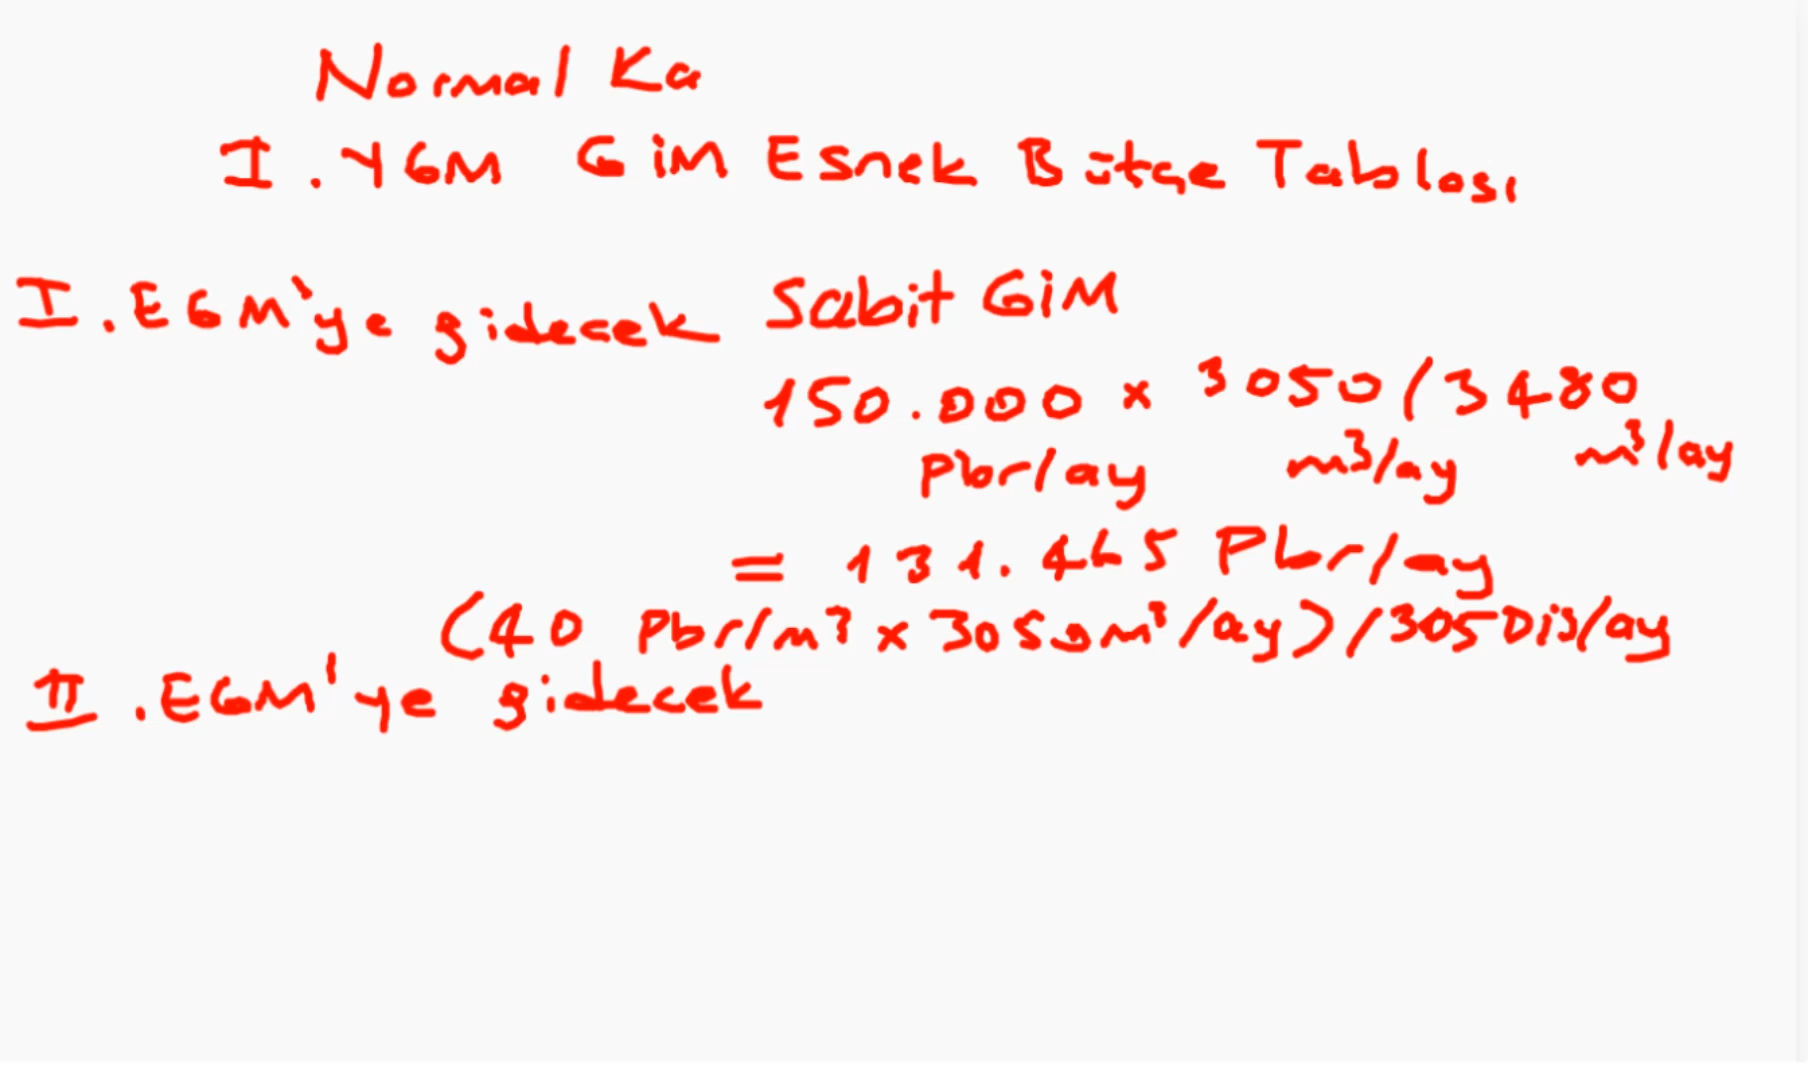 Normal Ka
I. YGM GİM Esnek Bütçe Tablosı
I. EGM'ye gidecek Sabit GİM
150.000 x 3050/3480
Pbr/ay m³/ay m³/ay
= 131.465 Pbr/ay
(40 Pbr/m³ x 3050 m³/ay)/305 Dis/ay
II. EGM'ye gidecek